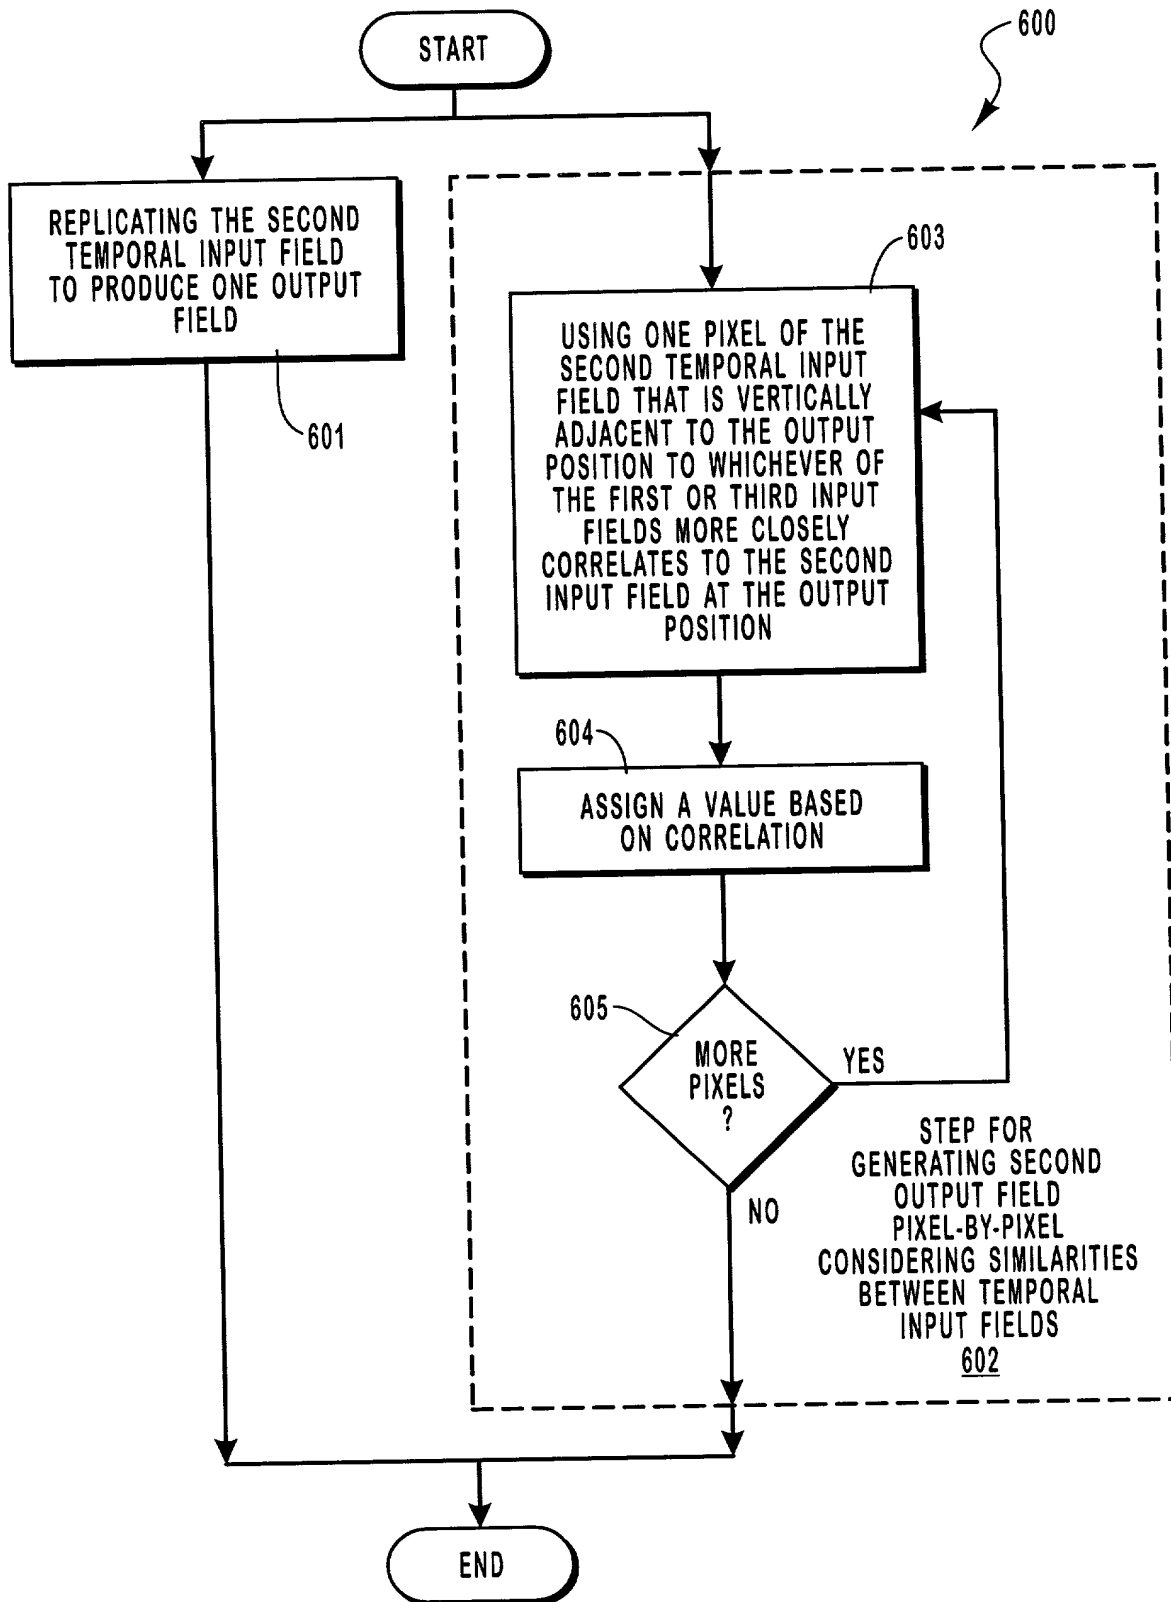 START
600
REPLICATING THE SECOND
TEMPORAL INPUT FIELD
TO PRODUCE ONE OUTPUT
FIELD
601
603
USING ONE PIXEL OF THE
SECOND TEMPORAL INPUT
FIELD THAT IS VERTICALLY
ADJACENT TO THE OUTPUT
POSITION TO WHICHEVER OF
THE FIRST OR THIRD INPUT
FIELDS MORE CLOSELY
CORRELATES TO THE SECOND
INPUT FIELD AT THE OUTPUT
POSITION
604
ASSIGN A VALUE BASED
ON CORRELATION
605
MORE
PIXELS
?
YES
NO
STEP FOR
GENERATING SECOND
OUTPUT FIELD
PIXEL-BY-PIXEL
CONSIDERING SIMILARITIES
BETWEEN TEMPORAL
INPUT FIELDS
602
END